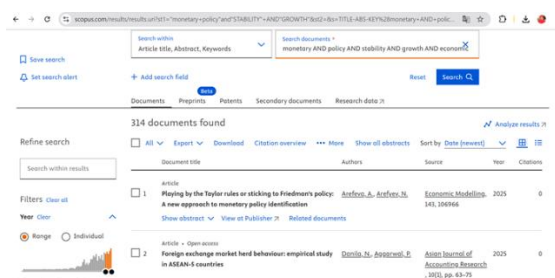 scopus.com/results/results.uri?st1="monetary+policy"and"STABILITY"+AND"GROWTH"&st2=&s=TITLE-ABS-KEY%28monetary+AND+polic...
Search within
Article title, Abstract, Keywords
Search documents *
monetary AND policy AND stability AND growth AND economic
Save search
Set search alert
+ Add search field
Reset
Search
Beta
Documents Preprints Patents Secondary documents Research data
314 documents found
Analyze results
Refine search
All Export Download Citation overview ••• More Show all abstracts Sort by Date (newest)
Search within results
Document title Authors Source Year Citations
Filters Clear all
Year Clear
Range Individual
Article
1 Playing by the Taylor rules or sticking to Friedman's policy: A new approach to monetary policy identification
Arefeva, A., Arefyev, N.
Economic Modelling, 143, 106966
2025 0
Show abstract View at Publisher Related documents
Article • Open access
2 Foreign exchange market herd behaviour: empirical study in ASEAN-5 countries
Danila, N., Aggarwal, P.
Asian Journal of Accounting Research, 10(1), pp. 63–75
2025 0